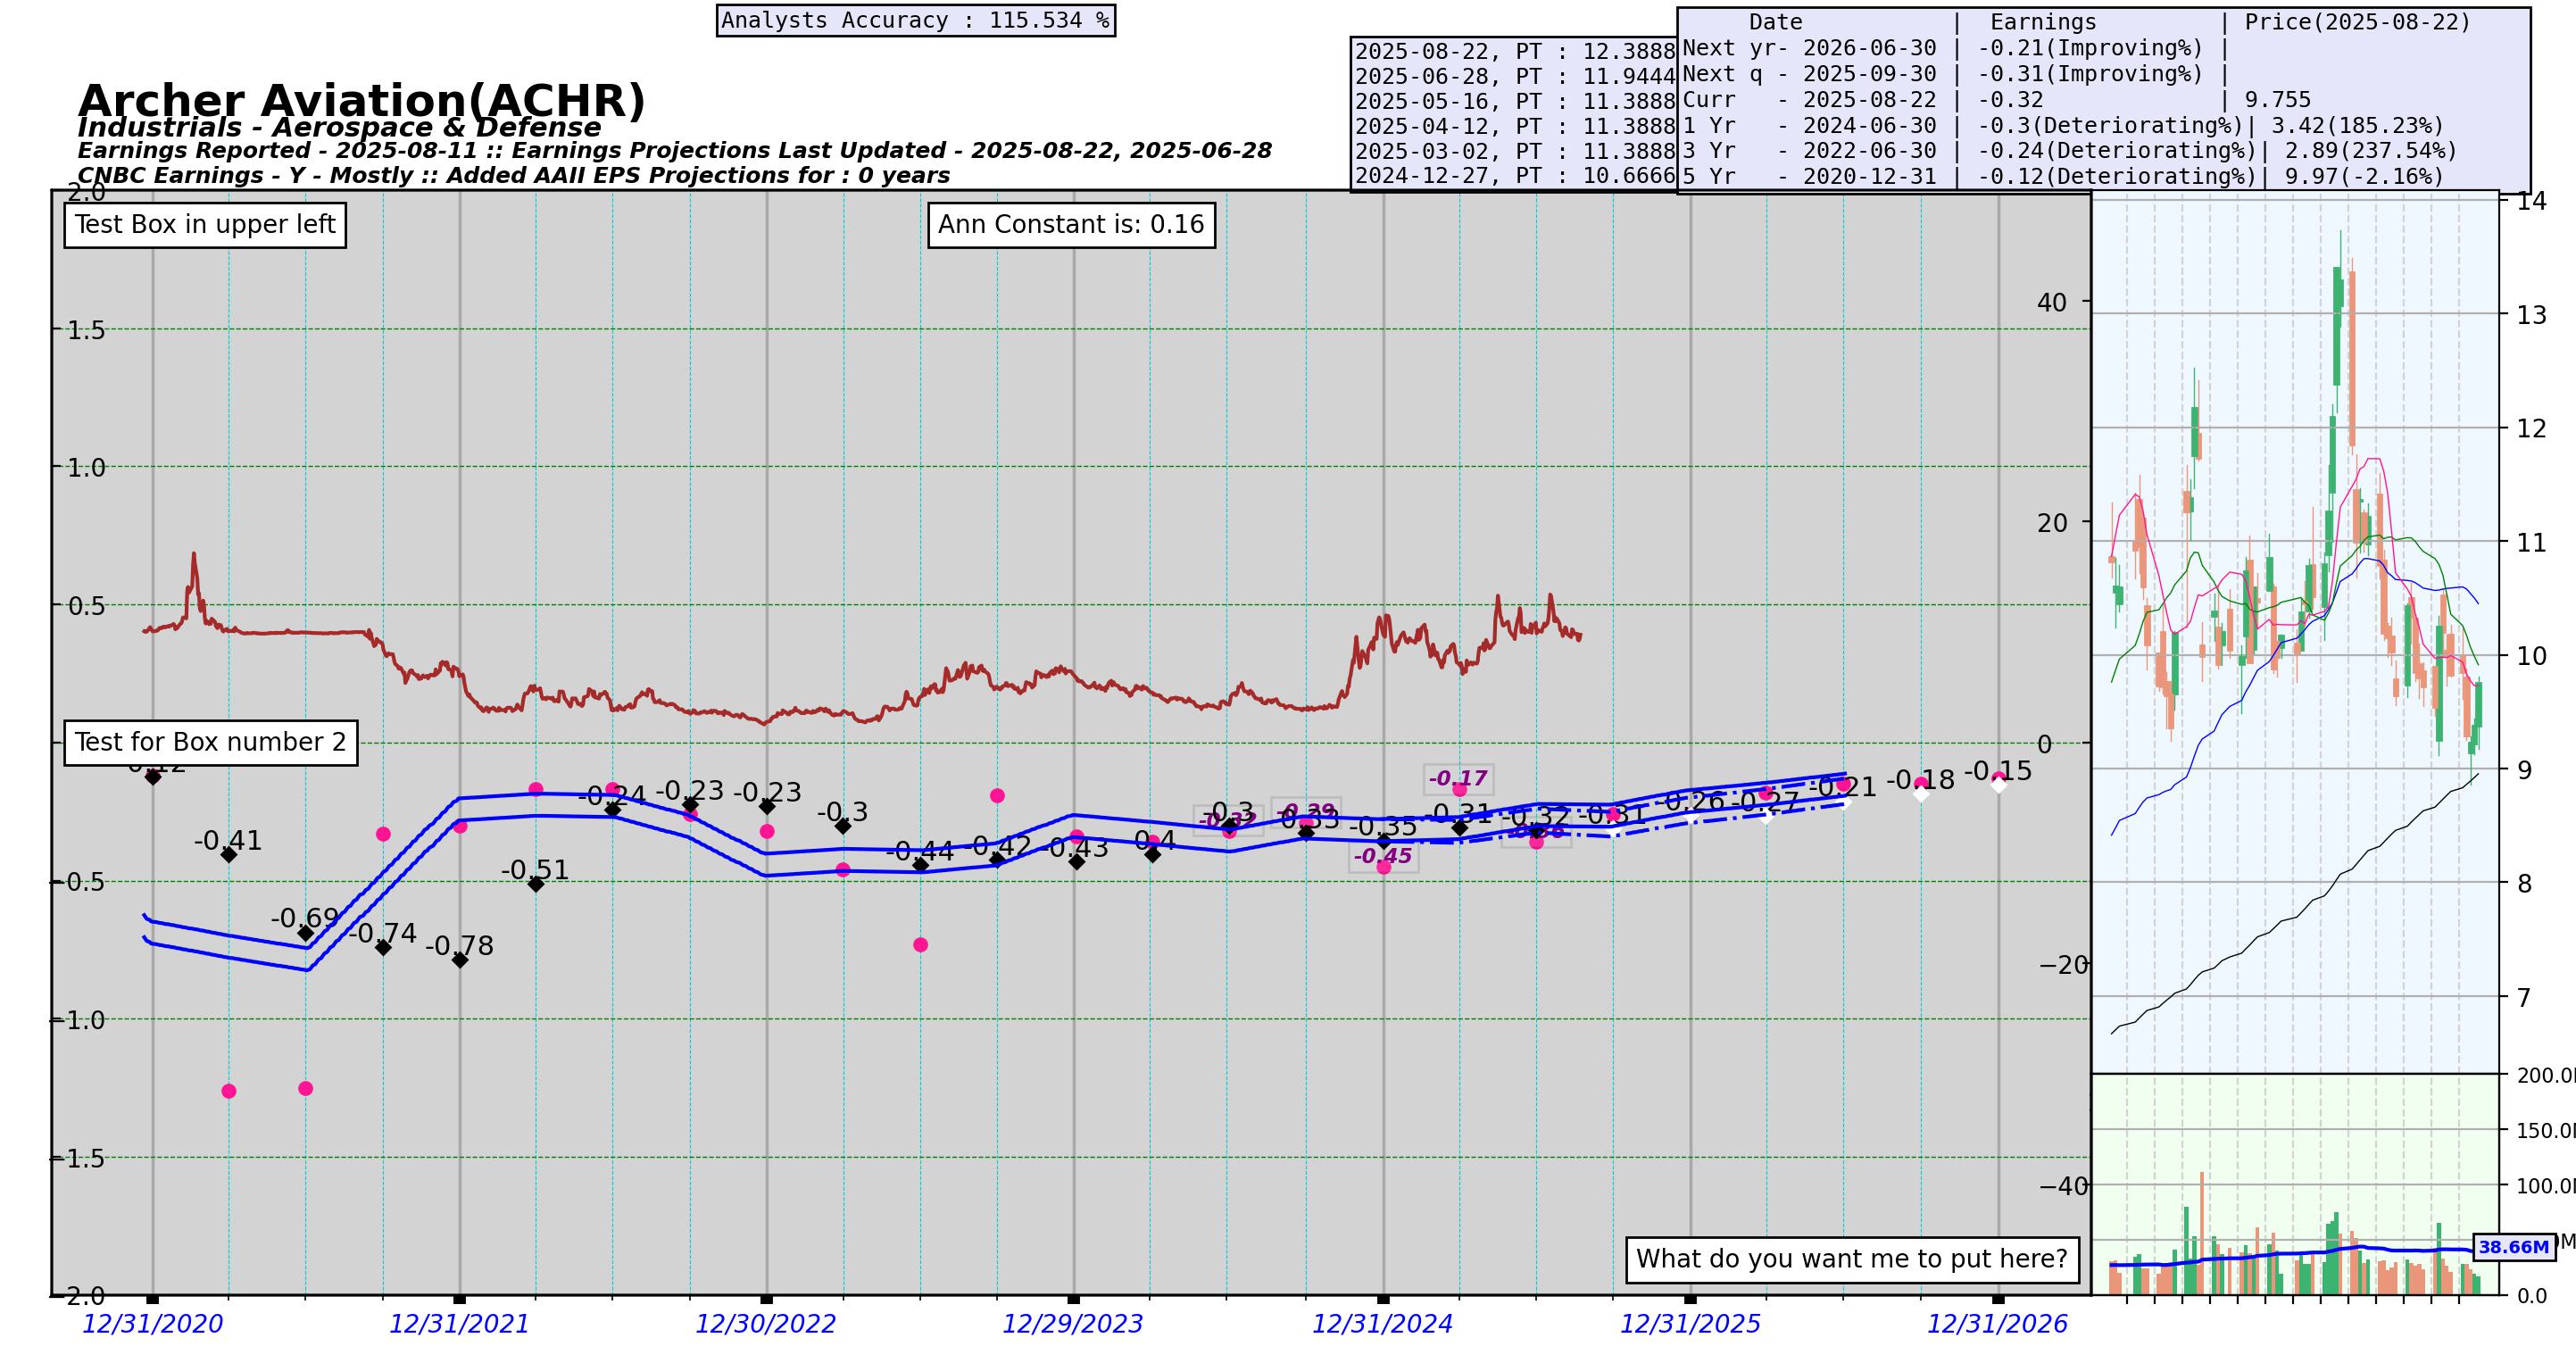 Analysts Accuracy : 115.534 %
Archer Aviation(ACHR)
Industrials - Aerospace & Defense
Earnings Reported - 2025-08-11 :: Earnings Projections Last Updated - 2025-08-22, 2025-06-28
CNBC Earnings - Y - Mostly :: Added AAII EPS Projections for : 0 years
2025-08-22, PT : 12.3888
2025-06-28, PT : 11.9444
2025-05-16, PT : 11.3888
2025-04-12, PT : 11.3888
2025-03-02, PT : 11.3888
2024-12-27, PT : 10.6666
Date | Earnings | Price(2025-08-22)
Next yr- 2026-06-30 | -0.21(Improving%) |
Next q - 2025-09-30 | -0.31(Improving%) |
Curr - 2025-08-22 | -0.32 | 9.755
1 Yr - 2024-06-30 | -0.3(Deteriorating%)| 3.42(185.23%)
3 Yr - 2022-06-30 | -0.24(Deteriorating%)| 2.89(237.54%)
5 Yr - 2020-12-31 | -0.12(Deteriorating%)| 9.97(-2.16%)
Test Box in upper left
Ann Constant is: 0.16
Test for Box number 2
What do you want me to put here?
2.0
1.5
1.0
0.5
−0.5
−1.0
−1.5
−2.0
-0.41
-0.69
-0.74
-0.78
-0.51
-0.24
-0.23
-0.23
-0.3
-0.44
-0.42
-0.43
-0.4
-0.3
-0.33
-0.29
-0.35
-0.45
-0.17
-0.31
-0.32
-0.31
-0.26
-0.27
-0.21
-0.18
-0.15
40
20
0
−20
−40
14
13
12
11
10
9
8
7
200.0
150.0
100.0
38.66M
0.0
12/31/2020
12/31/2021
12/30/2022
12/29/2023
12/31/2024
12/31/2025
12/31/2026